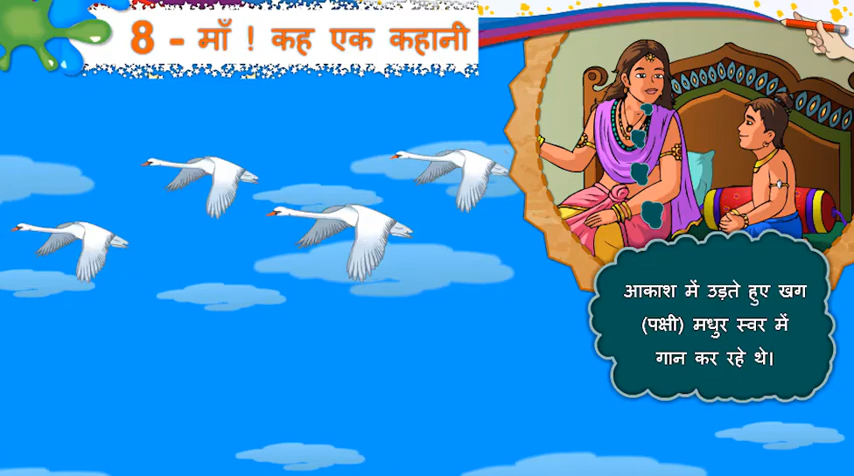 8 - माँ ! कह एक कहानी
आकाश में उड़ते हुए खग
(पक्षी) मधुर स्वर में
गान कर रहे थे।